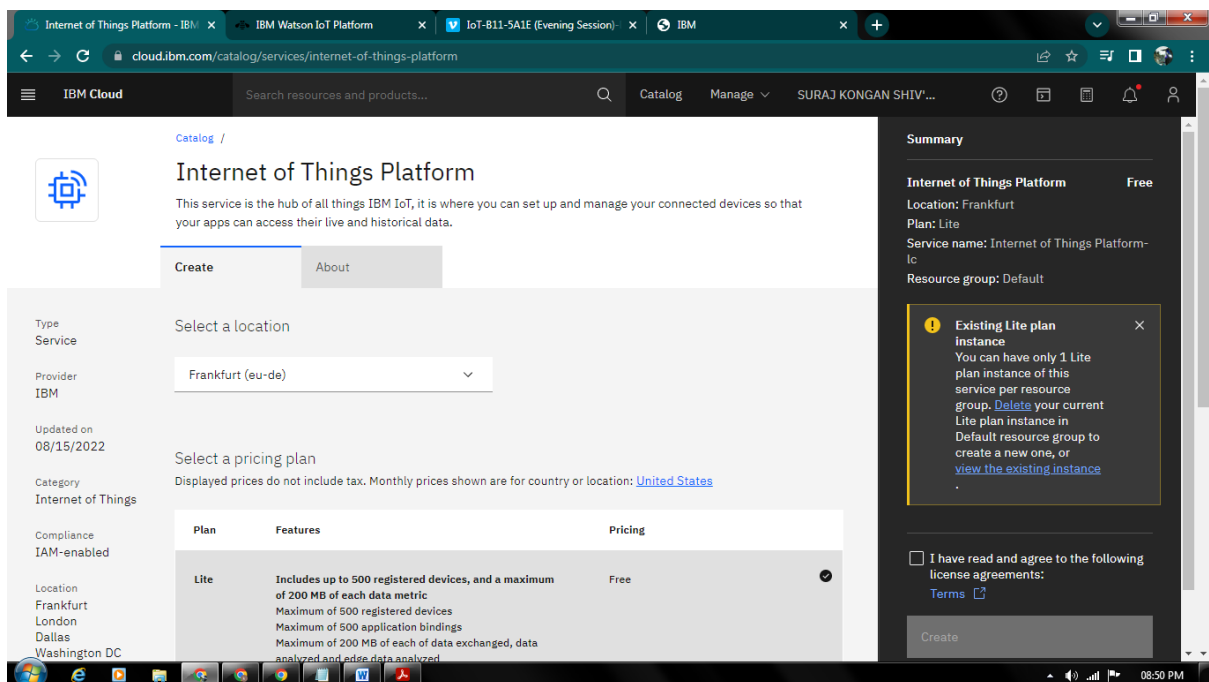 Internet of Things Platform - IBM
IBM Watson IoT Platform
IoT-B11-5A1E (Evening Session)-
IBM
cloud.ibm.com/catalog/services/internet-of-things-platform
IBM Cloud
Search resources and products...
Catalog
Manage
SURAJ KONGAN SHIV'...
Catalog /
Internet of Things Platform
This service is the hub of all things IBM IoT, it is where you can set up and manage your connected devices so that
your apps can access their live and historical data.
Create
About
Type
Service
Provider
IBM
Updated on
08/15/2022
Category
Internet of Things
Compliance
IAM-enabled
Location
Frankfurt
London
Dallas
Washington DC
Select a location
Frankfurt (eu-de)
Select a pricing plan
Displayed prices do not include tax. Monthly prices shown are for country or location: United States
Plan
Features
Pricing
Lite
Includes up to 500 registered devices, and a maximum
of 200 MB of each data metric
Free
Maximum of 500 registered devices
Maximum of 500 application bindings
Maximum of 200 MB of each of data exchanged, data
analyzed and edge data analyzed
Summary
Internet of Things Platform
Free
Location: Frankfurt
Plan: Lite
Service name: Internet of Things Platform-
lc
Resource group: Default
Existing Lite plan
instance
You can have only 1 Lite
plan instance of this
service per resource
group. Delete your current
Lite plan instance in
Default resource group to
create a new one, or
view the existing instance
.
I have read and agree to the following
license agreements:
Terms
Create
08:50 PM